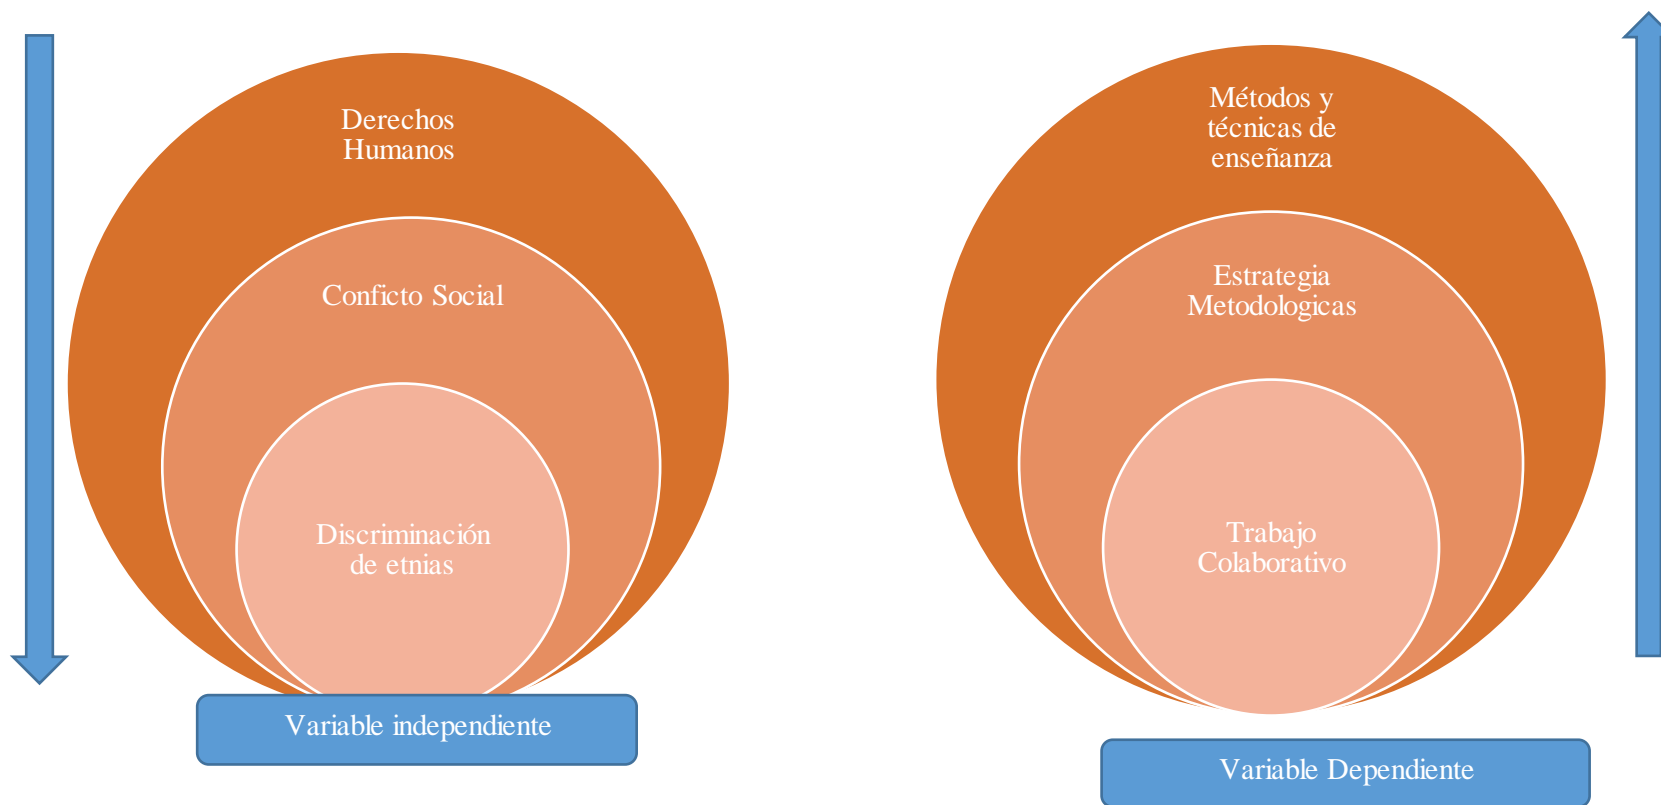 Derechos
Humanos
Conficto Social
Discriminación
de etnias
Variable independiente
Métodos y
técnicas de
enseñanza
Estrategia
Metodologicas
Trabajo
Colaborativo
Variable Dependiente